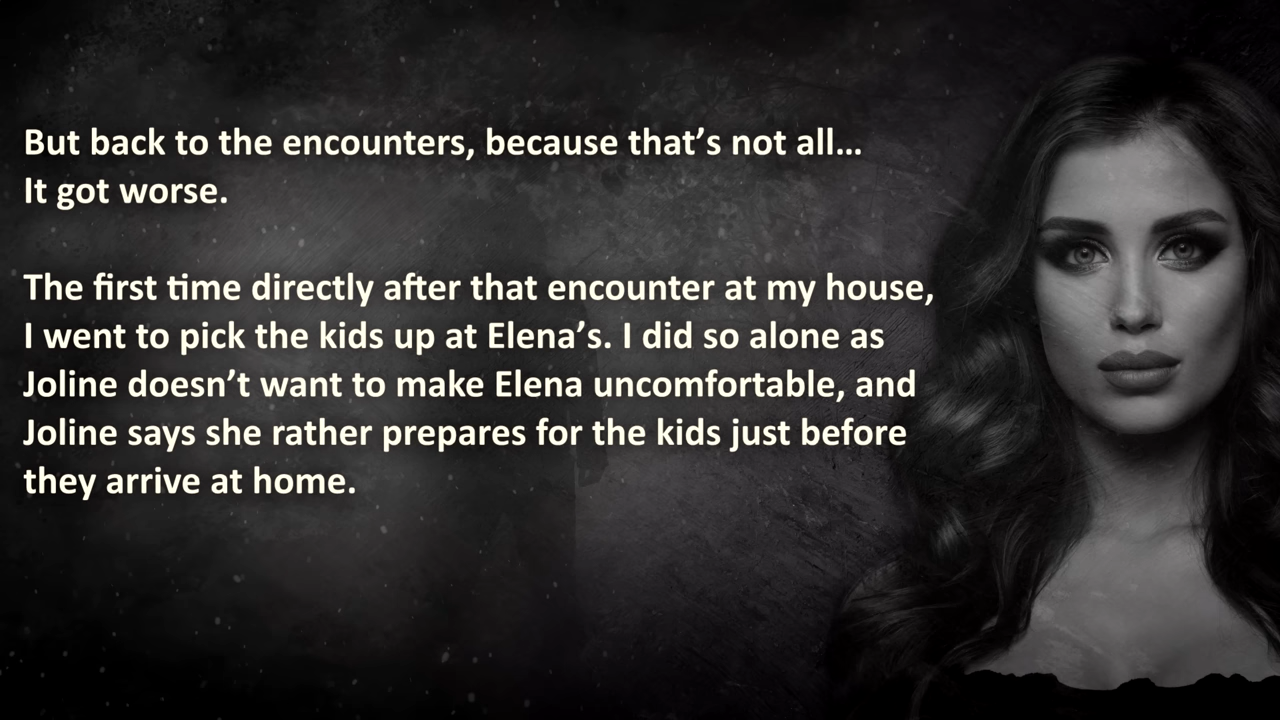 But back to the encounters, because that’s not all…
It got worse.
The first time directly after that encounter at my house,
I went to pick the kids up at Elena’s. I did so alone as
Joline doesn’t want to make Elena uncomfortable, and
Joline says she rather prepares for the kids just before
they arrive at home.